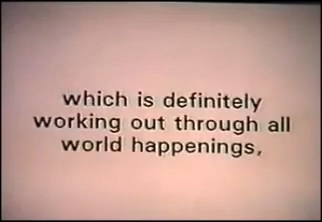 which is definitely
working out through all
world happenings,